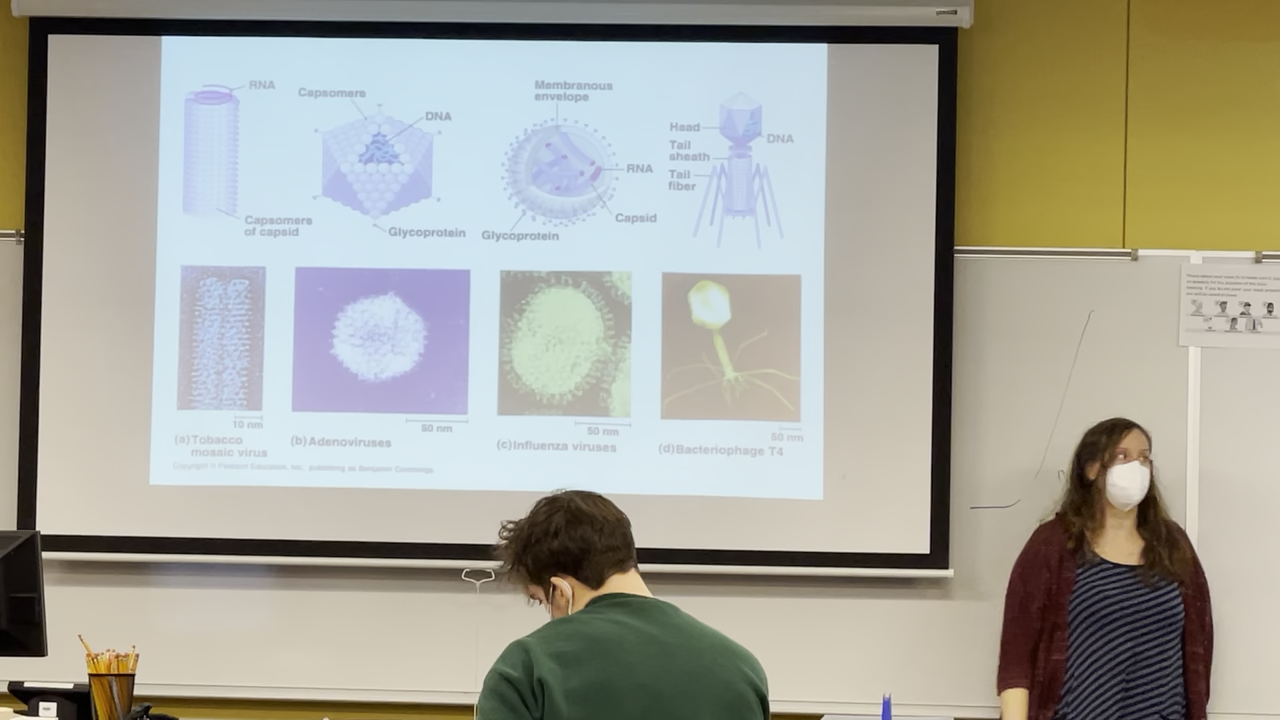 RNA
Capsomers
DNA
Capsomers
of capsid
Glycoprotein
Membranous
envelope
RNA
Capsid
Glycoprotein
Head
DNA
Tail
sheath
Tail
fiber
10 nm
50 nm
50 nm
50 nm
(a) Tobacco
mosaic virus
(b) Adenoviruses
(c) Influenza viruses
(d) Bacteriophage T4
Copyright © Pearson Education, Inc., publishing as Benjamin Cummings.